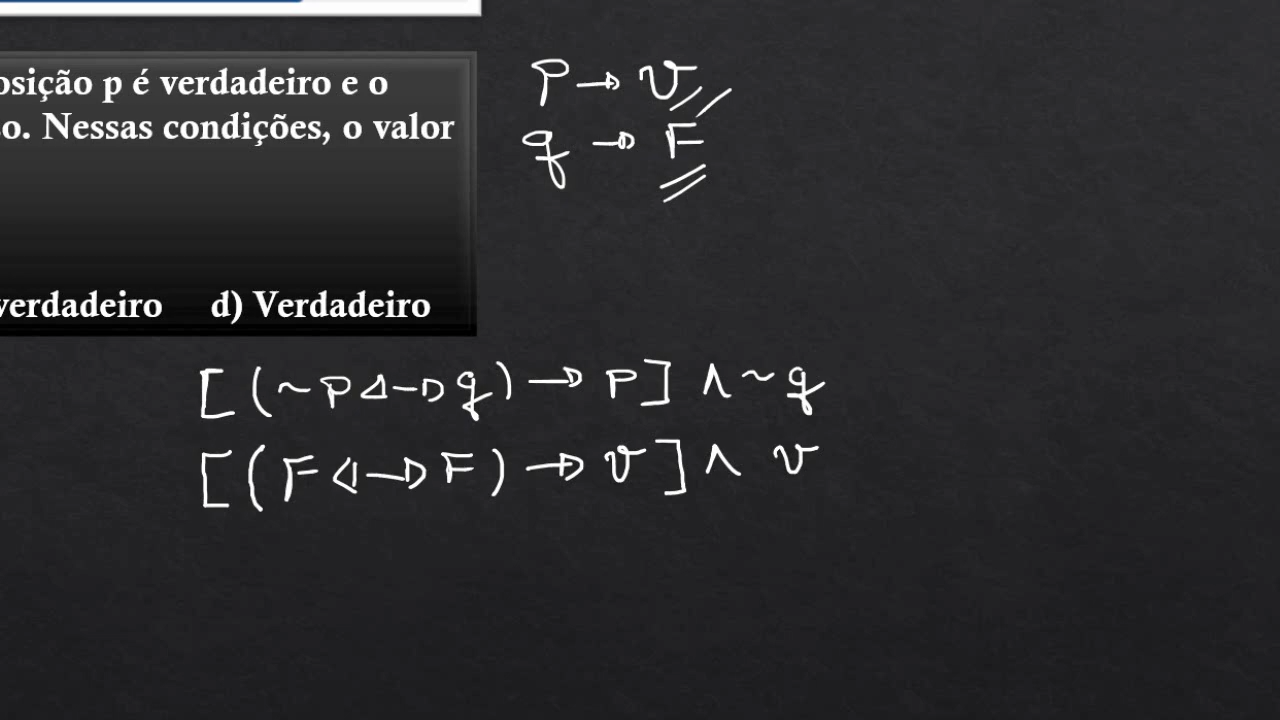 osição p é verdadeiro e o
o. Nessas condições, o valor
verdadeiro d) Verdadeiro
P → V
q → F
[(~P ↔ q) → P] ∧ ~q
[(F ↔ F) → V] ∧ V